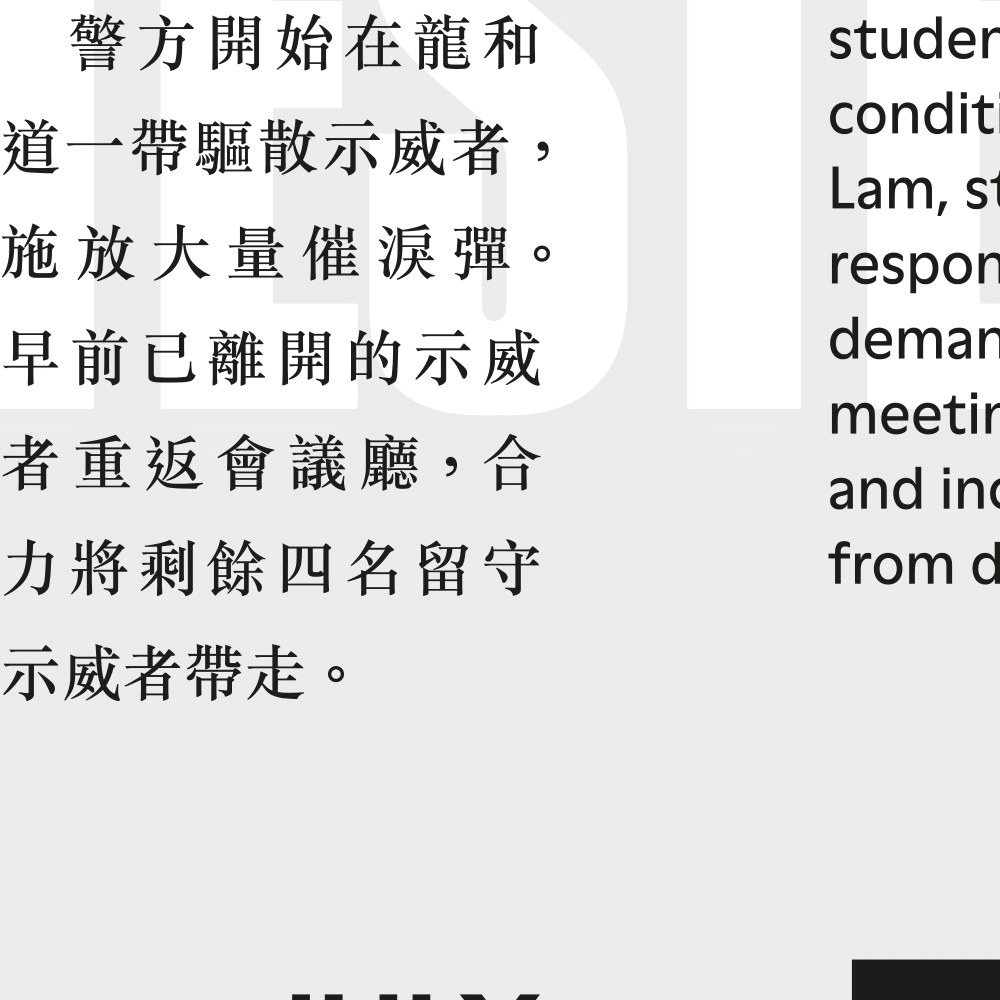 警方開始在龍和
道一帶驅散示威者，
施放大量催淚彈。
早前已離開的示威
者重返會議廳，合
力將剩餘四名留守
示威者帶走。
studen
conditi
Lam, st
respon
deman
meetin
and inc
from d